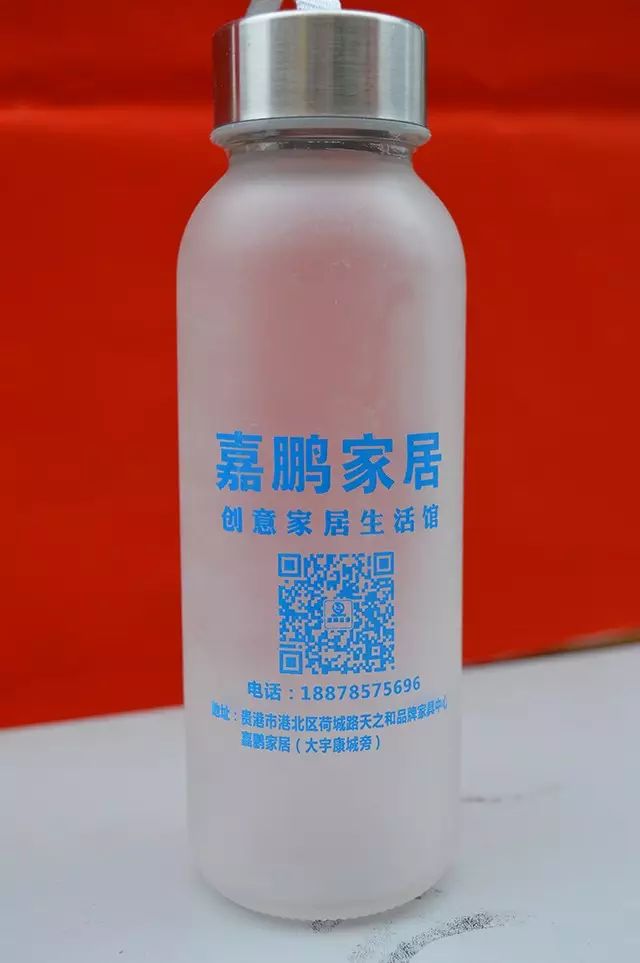 嘉鹏家居
创意家居生活馆
电话：18878575696
地址：贵港市港北区荷城路天之和品牌家具中心
嘉鹏家居（大宇康城旁）